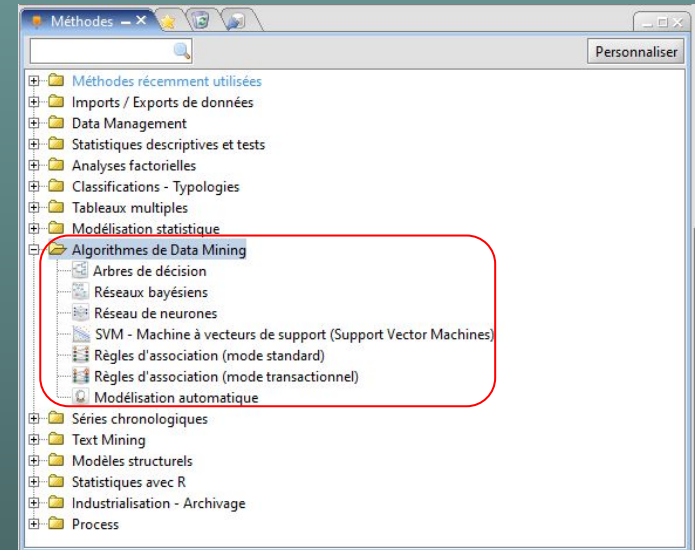 Méthodes
Personnaliser
Méthodes récemment utilisées
Imports / Exports de données
Data Management
Statistiques descriptives et tests
Analyses factorielles
Classifications - Typologies
Tableaux multiples
Modélisation statistique
Algorithmes de Data Mining
Arbres de décision
Réseaux bayésiens
Réseau de neurones
SVM - Machine à vecteurs de support (Support Vector Machines)
Règles d'association (mode standard)
Règles d'association (mode transactionnel)
Modélisation automatique
Séries chronologiques
Text Mining
Modèles structurels
Statistiques avec R
Industrialisation - Archivage
Process